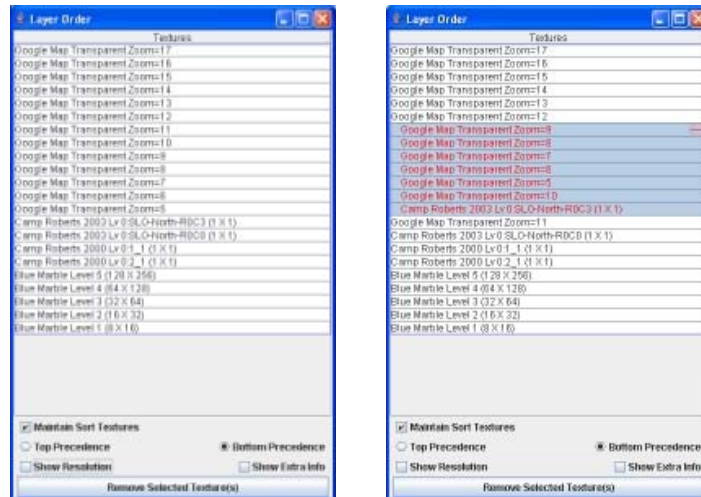 Layer Order
Textures
Google Map Transparent Zoom=17
Google Map Transparent Zoom=16
Google Map Transparent Zoom=15
Google Map Transparent Zoom=14
Google Map Transparent Zoom=13
Google Map Transparent Zoom=12
Google Map Transparent Zoom=11
Google Map Transparent Zoom=10
Google Map Transparent Zoom=9
Google Map Transparent Zoom=8
Google Map Transparent Zoom=7
Google Map Transparent Zoom=6
Google Map Transparent Zoom=5
Camp Roberts 2003 Lv 0:SLO-North-R0C3 (1 X 1)
Camp Roberts 2003 Lv 0:SLO-North-R0C0 (1 X 1)
Camp Roberts 2000 Lv 0:1_1 (1 X 1)
Camp Roberts 2000 Lv 0:2_1 (1 X 1)
Blue Marble Level 5 (128 X 256)
Blue Marble Level 4 (64 X 128)
Blue Marble Level 3 (32 X 64)
Blue Marble Level 2 (16 X 32)
Blue Marble Level 1 (8 X 16)
Maintain Sort Textures
Top Precedence Bottom Precedence
Show Resolution Show Extra Info
Remove Selected Texture(s)
Layer Order
Textures
Google Map Transparent Zoom=17
Google Map Transparent Zoom=16
Google Map Transparent Zoom=15
Google Map Transparent Zoom=14
Google Map Transparent Zoom=13
Google Map Transparent Zoom=12
Google Map Transparent Zoom=9
Google Map Transparent Zoom=8
Google Map Transparent Zoom=7
Google Map Transparent Zoom=6
Google Map Transparent Zoom=5
Google Map Transparent Zoom=10
Camp Roberts 2003 Lv 0:SLO-North-R0C3 (1 X 1)
Google Map Transparent Zoom=11
Camp Roberts 2003 Lv 0:SLO-North-R0C0 (1 X 1)
Camp Roberts 2000 Lv 0:1_1 (1 X 1)
Camp Roberts 2000 Lv 0:2_1 (1 X 1)
Blue Marble Level 5 (128 X 256)
Blue Marble Level 4 (64 X 128)
Blue Marble Level 3 (32 X 64)
Blue Marble Level 2 (16 X 32)
Blue Marble Level 1 (8 X 16)
Maintain Sort Textures
Top Precedence Bottom Precedence
Show Resolution Show Extra Info
Remove Selected Texture(s)